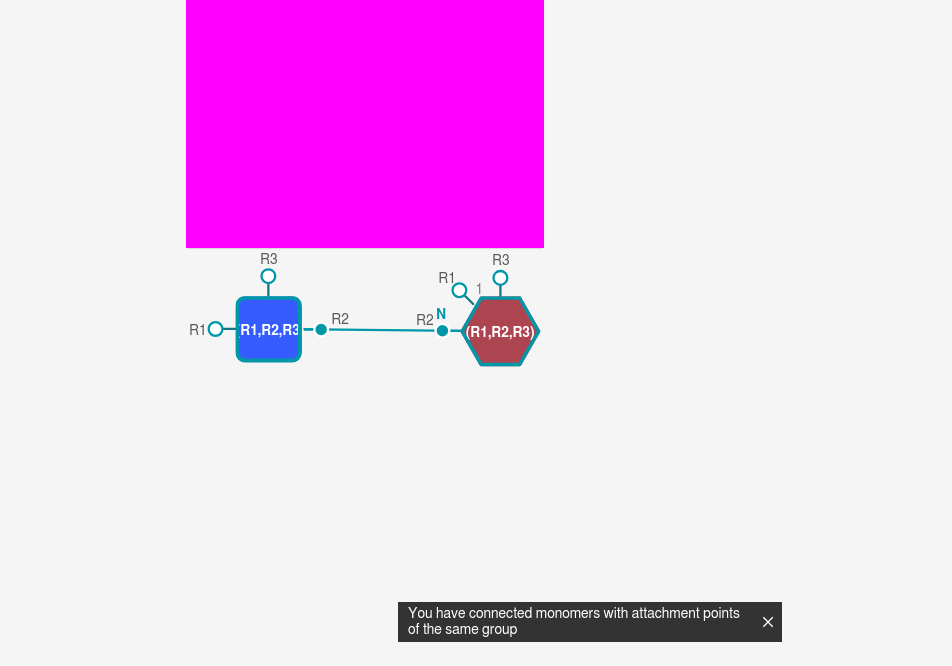 R3
R3
R1
1
R1
R1,R2,R3
R2
R2
N
(R1,R2,R3)
You have connected monomers with attachment points
of the same group